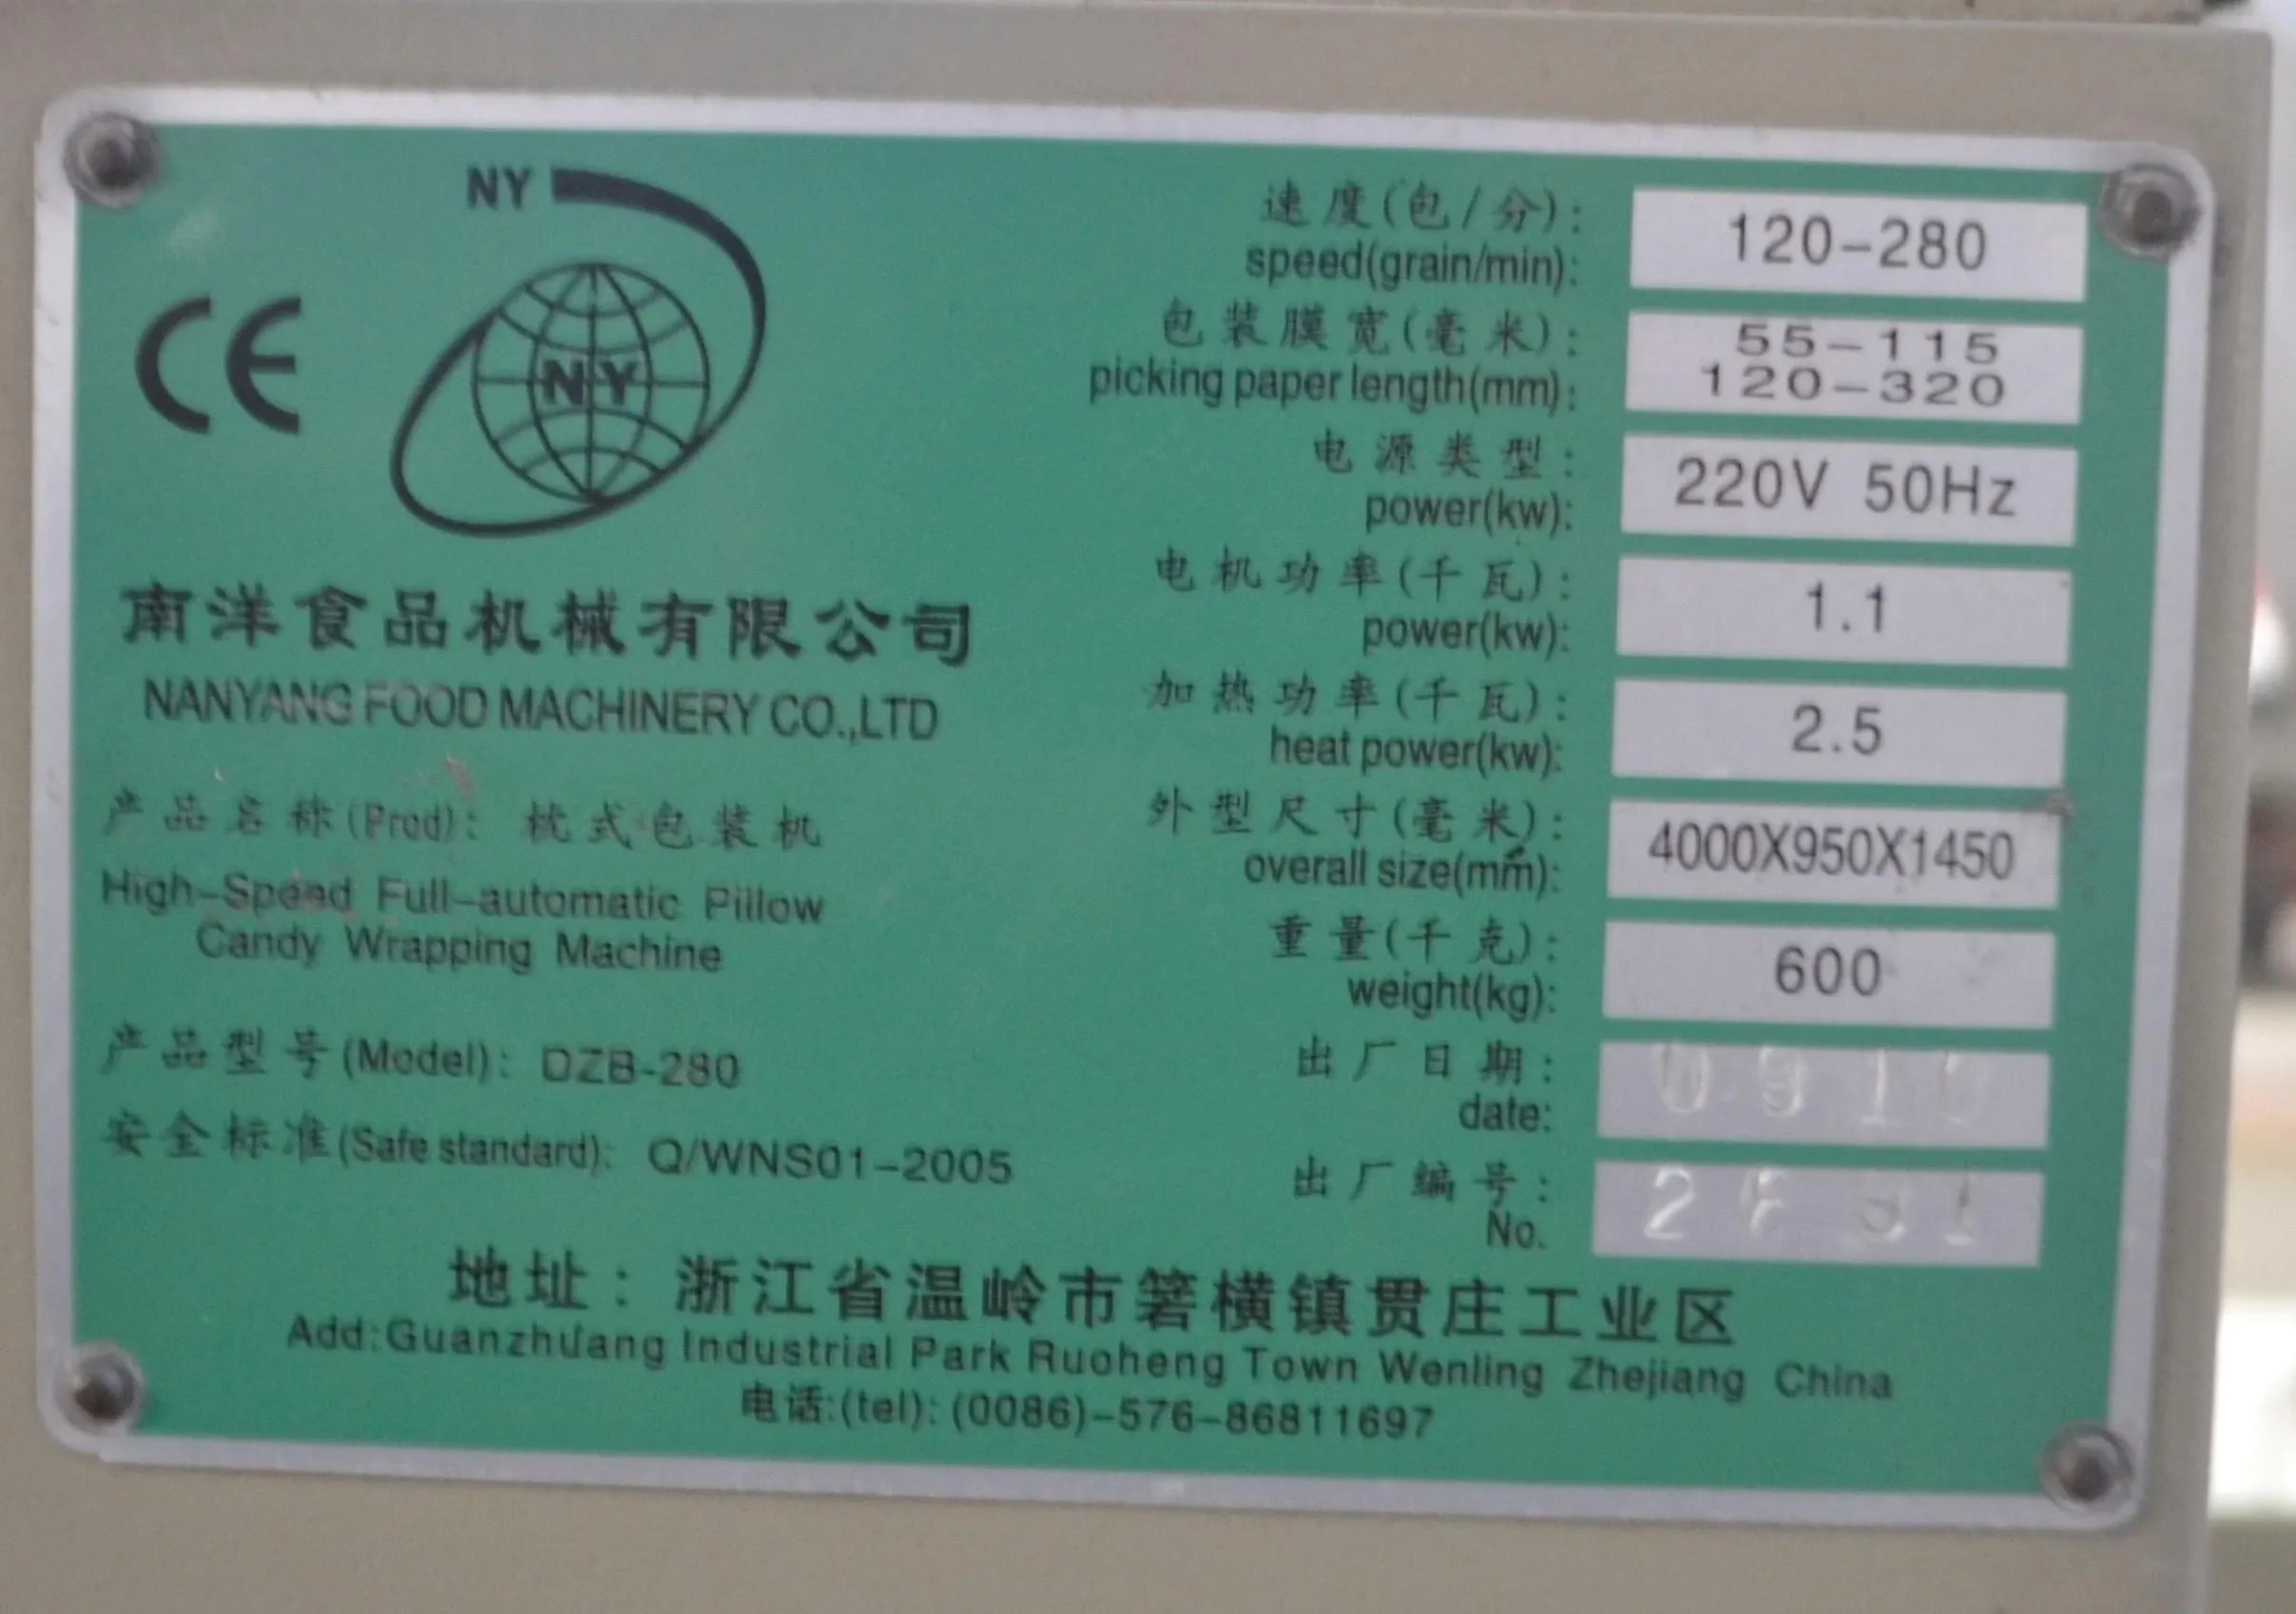 NY
NY
CE
南洋食品机械有限公司
NANYANG FOOD MACHINERY CO.,LTD
产品名称(Prod): 枕式包装机
High-Speed Full-automatic Pillow
Candy Wrapping Machine
产品型号(Model): DZB-280
安全标准(Safe standard): Q/WNS01-2005
速度(包/分):
speed(grain/min): 120-280
包装膜宽(毫米): 55-115
picking paper length(mm): 120-320
电源类型:
power(kw): 220V 50Hz
电机功率(千瓦):
power(kw): 1.1
加热功率(千瓦):
heat power(kw): 2.5
外型尺寸(毫米):
overall size(mm): 4000X950X1450
重量(千克):
weight(kg): 600
出厂日期:
date:
出厂编号:
No.
地址: 浙江省温岭市箬横镇贯庄工业区
Add:Guanzhuang Industrial Park Ruoheng Town Wenling Zhejiang China
电话:(tel): (0086)-576-86811697